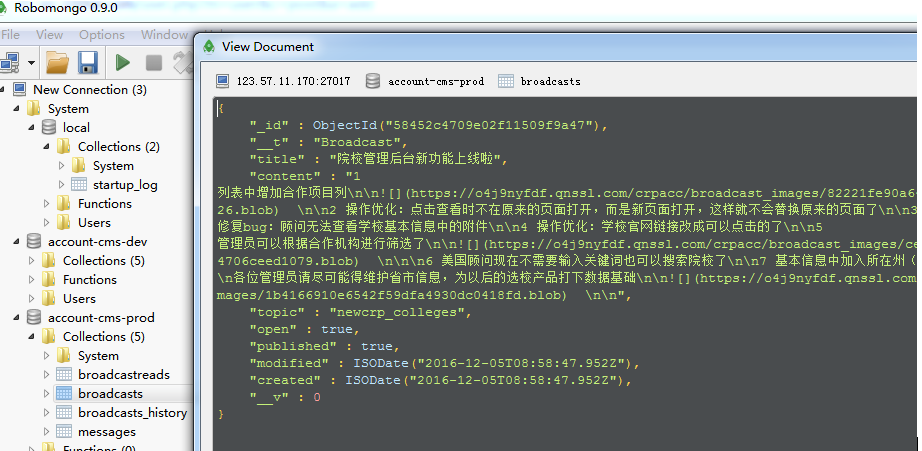 Robomongo 0.9.0
File View Options Window
View Document
123.57.11.170:27017 account-cms-prod broadcasts
New Connection (3)
System
local
Collections (2)
System
startup_log
Functions
Users
account-cms-dev
Collections (5)
Functions
Users
account-cms-prod
Collections (5)
System
broadcastreads
broadcasts
broadcasts_history
messages
Functions (0)
{
"_id" : ObjectId("58452c4709e02f11509f9a47"),
"__t" : "Broadcast",
"title" : "院校管理后台新功能上线啦",
"content" : "1
列表中增加合作项目列\n\n![](https://o4j9nyfdf.qnssl.com/crpacc/broadcast_images/82221fe90a6
26.blob)  \n\n2 操作优化：点击查看时不在原来的页面打开，而是新页面打开，这样就不会替换原来的页面了\n\n3
修复bug：顾问无法查看学校基本信息中的附件\n\n4 操作优化：学校官网链接改成可以点击的了\n\n5
管理员可以根据合作机构进行筛选了\n\n![](https://o4j9nyfdf.qnssl.com/crpacc/broadcast_images/ce
4706ceed1079.blob)  \n\n\n6 美国顾问现在不需要输入关键词也可以搜索院校了\n\n7 基本信息中加入所在州（
\n各位管理员请尽可能得维护省市信息，为以后的选校产品打下数据基础\n\n![](https://o4j9nyfdf.qnssl.com
mages/1b4166910e6542f59dfa4930dc0418fd.blob)  \n\n",
"topic" : "newcrp_colleges",
"open" : true,
"published" : true,
"modified" : ISODate("2016-12-05T08:58:47.952Z"),
"created" : ISODate("2016-12-05T08:58:47.952Z"),
"__v" : 0
}